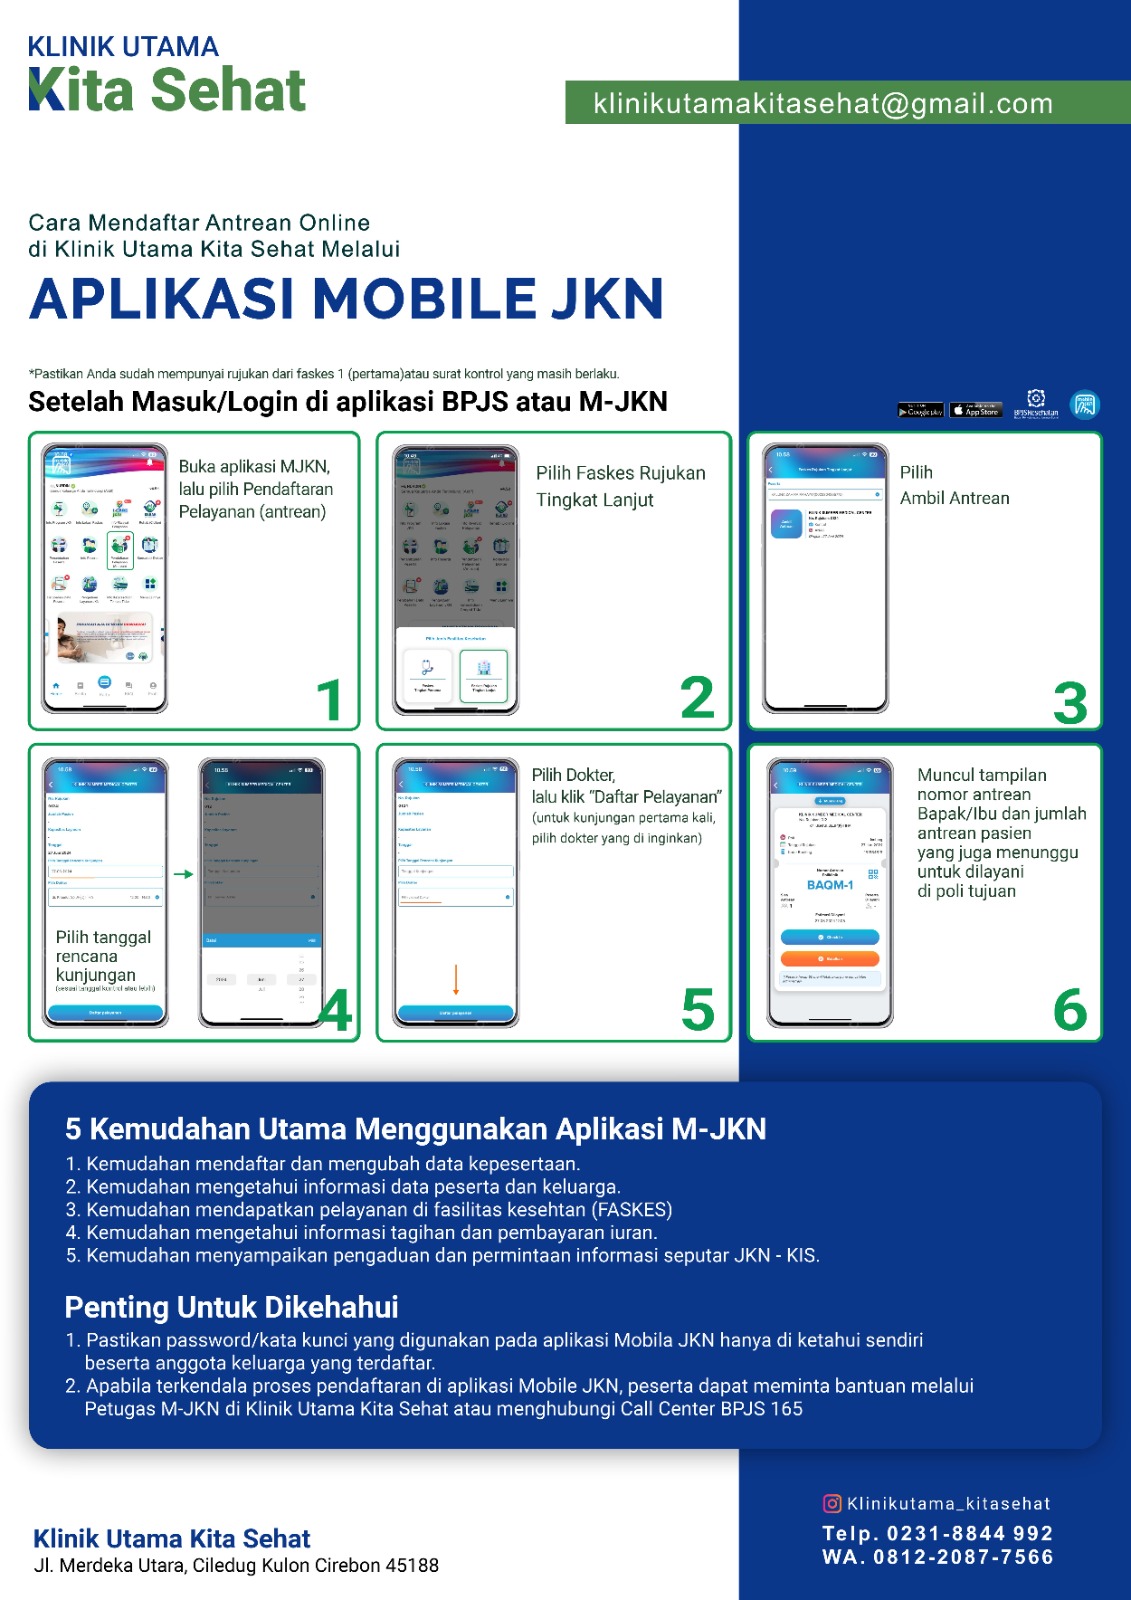 KLINIK UTAMA
Kita Sehat
klinikutamakitasehat@gmail.com
Cara Mendaftar Antrean Online
di Klinik Utama Kita Sehat Melalui
APLIKASI MOBILE JKN
*Pastikan Anda sudah mempunyai rujukan dari faskes 1 (pertama)atau surat kontrol yang masih berlaku.
Setelah Masuk/Login di aplikasi BPJS atau M-JKN
Google play
App Store
BPJS Kesehatan
Buka aplikasi MJKN,
lalu pilih Pendaftaran
Pelayanan (antrean)
1
Pilih Faskes Rujukan
Tingkat Lanjut
2
Pilih
Ambil Antrean
3
Pilih tanggal
rencana
kunjungan
(sesuai tanggal kontrol atau lebih)
Daftar pelayanan
4
Pilih Dokter,
lalu klik "Daftar Pelayanan"
(untuk kunjungan pertama kali,
pilih dokter yang di inginkan)
5
BAQM-1
Muncul tampilan
nomor antrean
Bapak/Ibu dan jumlah
antrean pasien
yang juga menunggu
untuk dilayani
di poli tujuan
6
5 Kemudahan Utama Menggunakan Aplikasi M-JKN
1. Kemudahan mendaftar dan mengubah data kepesertaan.
2. Kemudahan mengetahui informasi data peserta dan keluarga.
3. Kemudahan mendapatkan pelayanan di fasilitas kesehtan (FASKES)
4. Kemudahan mengetahui informasi tagihan dan pembayaran iuran.
5. Kemudahan menyampaikan pengaduan dan permintaan informasi seputar JKN - KIS.
Penting Untuk Dikehahui
1. Pastikan password/kata kunci yang digunakan pada aplikasi Mobila JKN hanya di ketahui sendiri
beserta anggota keluarga yang terdaftar.
2. Apabila terkendala proses pendaftaran di aplikasi Mobile JKN, peserta dapat meminta bantuan melalui
Petugas M-JKN di Klinik Utama Kita Sehat atau menghubungi Call Center BPJS 165
Klinikutama_kitasehat
Telp. 0231-8844 992
WA. 0812-2087-7566
Klinik Utama Kita Sehat
Jl. Merdeka Utara, Ciledug Kulon Cirebon 45188